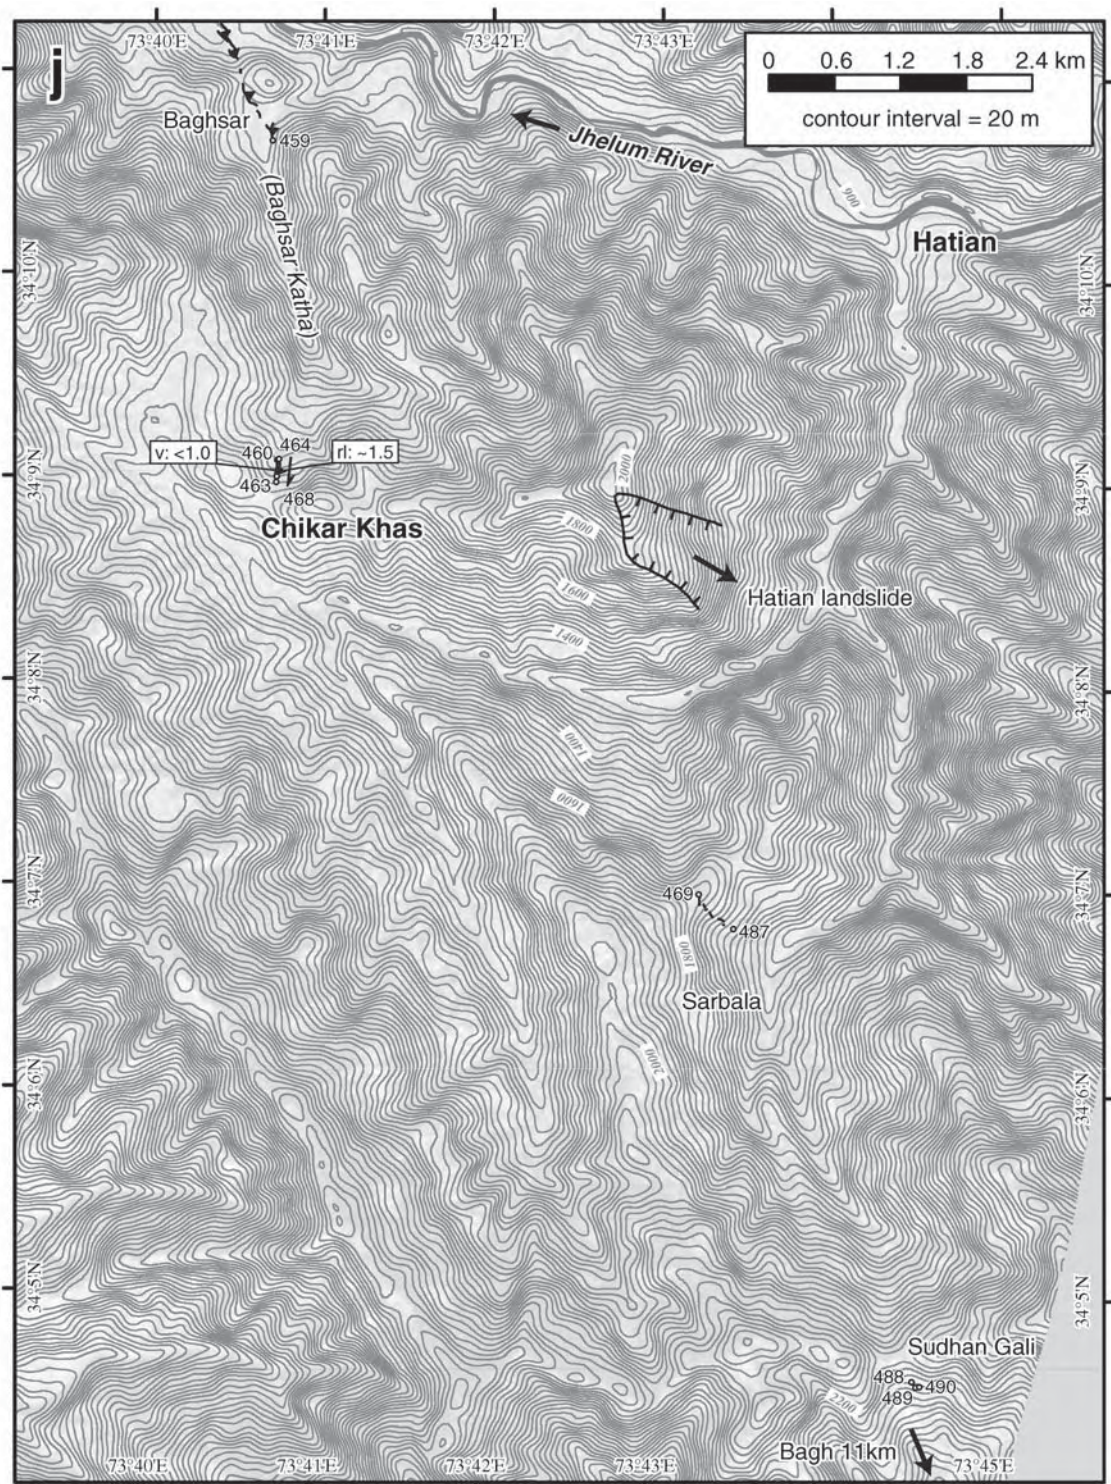 j
73°40'E
73°41'E
73°42'E
73°43'E
0 0.6 1.2 1.8 2.4 km
contour interval = 20 m
Baghsar
459
Jhelum River
(Baghsar Katha)
900
Hatian
34°10'N
34°10'N
v: <1.0
460
464
rl: ~1.5
463
468
Chikar Khas
34°9'N
34°9'N
2000
1800
1600
1400
Hatian landslide
34°8'N
34°8'N
1400
1600
34°7'N
34°7'N
469
487
1800
Sarbala
2000
34°6'N
34°6'N
34°5'N
34°5'N
Sudhan Gali
488
490
489
2200
Bagh 11km
73°40'E
73°41'E
73°42'E
73°43'E
73°45'E